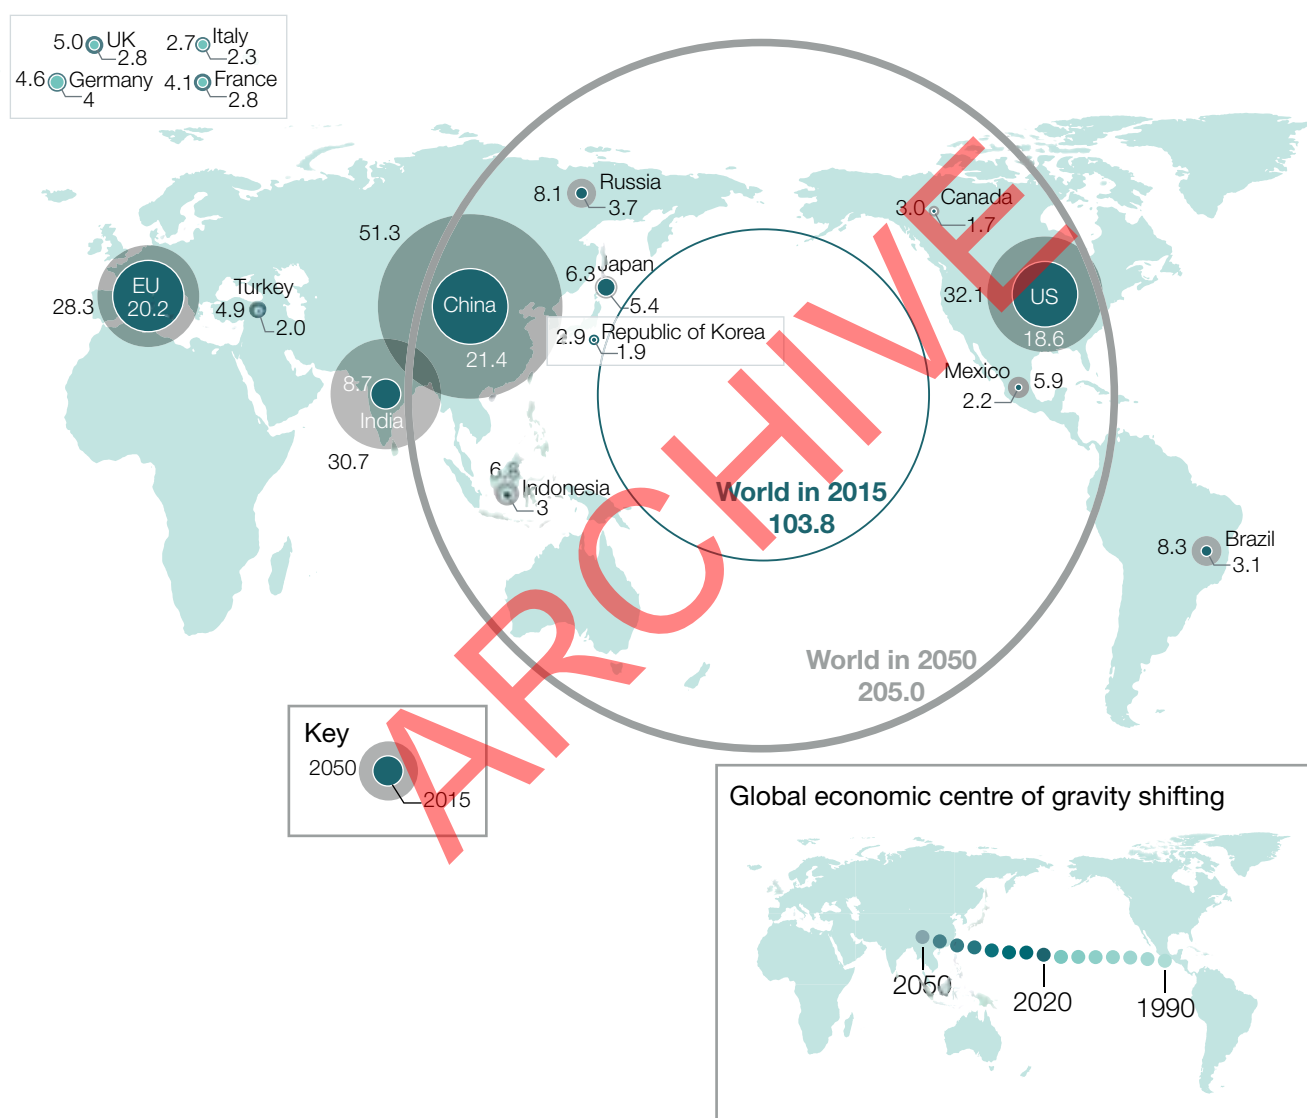 5.0 UK
2.8
2.7 Italy
2.3
4.6 Germany
4
4.1 France
2.8
8.1 Russia
3.7
3.0 Canada
1.7
51.3
China
21.4
6.3 Japan
5.4
EU
20.2
28.3
Turkey
4.9
2.0
32.1 US
18.6
2.9 Republic of Korea
1.9
Mexico 5.9
2.2
8.7
India
30.7
6.8
Indonesia
3
World in 2015
103.8
8.3 Brazil
3.1
World in 2050
205.0
Key
2050
2015
ARCHIVE
Global economic centre of gravity shifting
2050
2020
1990